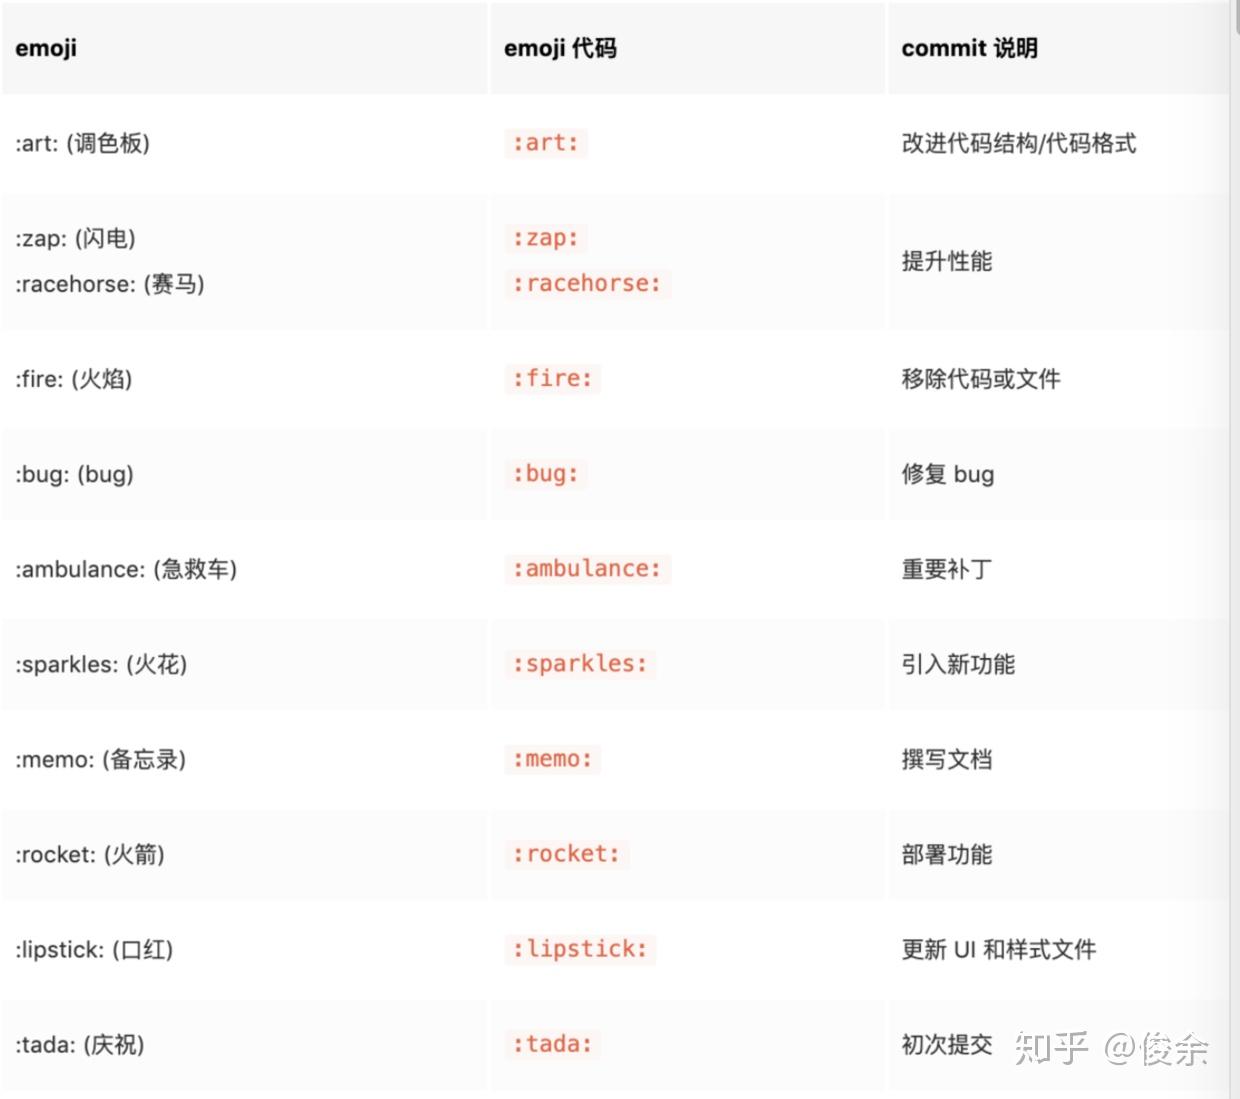 emoji emoji 代码 commit 说明
:art: (调色板) :art: 改进代码结构/代码格式
:zap: (闪电) :zap:
:racehorse: (赛马) :racehorse: 提升性能
:fire: (火焰) :fire: 移除代码或文件
:bug: (bug) :bug: 修复 bug
:ambulance: (急救车) :ambulance: 重要补丁
:sparkles: (火花) :sparkles: 引入新功能
:memo: (备忘录) :memo: 撰写文档
:rocket: (火箭) :rocket: 部署功能
:lipstick: (口红) :lipstick: 更新 UI 和样式文件
:tada: (庆祝) :tada: 初次提交
知乎 @俊余